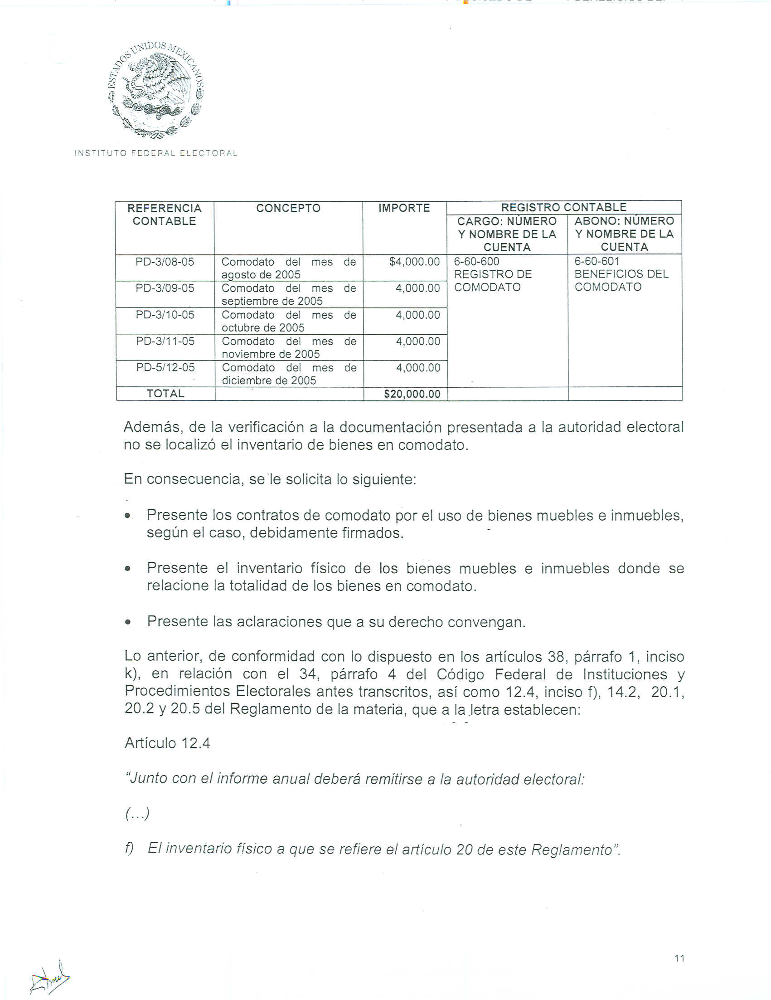 ESTADOS UNIDOS MEXICANOS
INSTITUTO FEDERAL ELECTORAL
REFERENCIA CONTABLE CONCEPTO IMPORTE REGISTRO CONTABLE
CARGO: NÚMERO Y NOMBRE DE LA CUENTA ABONO: NÚMERO Y NOMBRE DE LA CUENTA
PD-3/08-05 Comodato del mes de agosto de 2005 $4,000.00 6-60-600 REGISTRO DE COMODATO 6-60-601 BENEFICIOS DEL COMODATO
PD-3/09-05 Comodato del mes de septiembre de 2005 4,000.00
PD-3/10-05 Comodato del mes de octubre de 2005 4,000.00
PD-3/11-05 Comodato del mes de noviembre de 2005 4,000.00
PD-5/12-05 Comodato del mes de diciembre de 2005 4,000.00
TOTAL $20,000.00
Además, de la verificación a la documentación presentada a la autoridad electoral
no se localizó el inventario de bienes en comodato.
En consecuencia, se le solicita lo siguiente:
• Presente los contratos de comodato por el uso de bienes muebles e inmuebles,
según el caso, debidamente firmados.
• Presente el inventario físico de los bienes muebles e inmuebles donde se
relacione la totalidad de los bienes en comodato.
• Presente las aclaraciones que a su derecho convengan.
Lo anterior, de conformidad con lo dispuesto en los artículos 38, párrafo 1, inciso
k), en relación con el 34, párrafo 4 del Código Federal de Instituciones y
Procedimientos Electorales antes transcritos, así como 12.4, inciso f), 14.2, 20.1,
20.2 y 20.5 del Reglamento de la materia, que a la letra establecen:
Artículo 12.4
“Junto con el informe anual deberá remitirse a la autoridad electoral:
(...)
f) El inventario físico a que se refiere el artículo 20 de este Reglamento”.
11